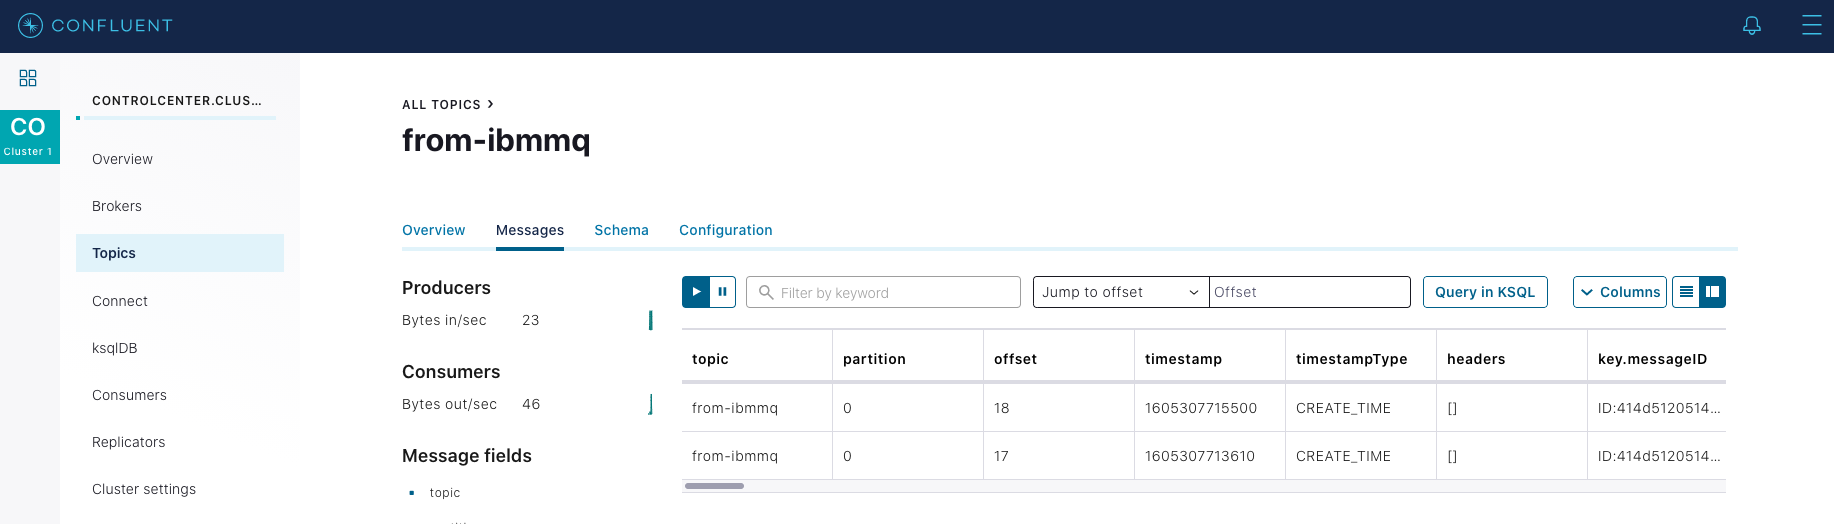 CONFLUENT
CO
Cluster 1
CONTROLCENTER.CLUS...
Overview
Brokers
Topics
Connect
ksqlDB
Consumers
Replicators
Cluster settings
ALL TOPICS >
from-ibmmq
Overview Messages Schema Configuration
Producers
Bytes in/sec 23
Consumers
Bytes out/sec 46
Message fields
topic
Filter by keyword Jump to offset Offset Query in KSQL Columns
topic partition offset timestamp timestampType headers key.messageID
from-ibmmq 0 18 1605307715500 CREATE_TIME [] ID:414d5120514...
from-ibmmq 0 17 1605307713610 CREATE_TIME [] ID:414d5120514...